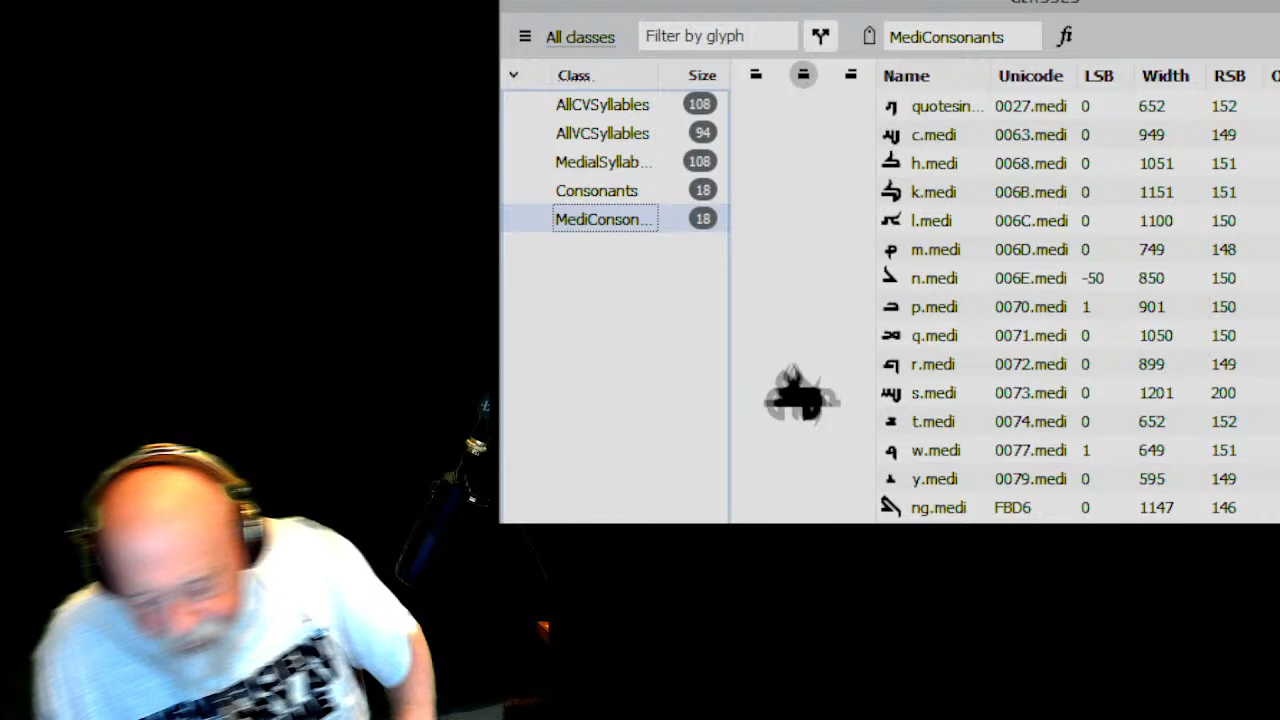 All classes Filter by glyph MediConsonants fi
Class Size Name Unicode LSB Width RSB
AllCVSyllables 108
AllVCSyllables 94
MedialSyllab... 108
Consonants 18
MediConson... 18
quotesin... 0027.medi 0 652 152
c.medi 0063.medi 0 949 149
h.medi 0068.medi 0 1051 151
k.medi 006B.medi 0 1151 151
l.medi 006C.medi 0 1100 150
m.medi 006D.medi 0 749 148
n.medi 006E.medi -50 850 150
p.medi 0070.medi 1 901 150
q.medi 0071.medi 0 1050 150
r.medi 0072.medi 0 899 149
s.medi 0073.medi 0 1201 200
t.medi 0074.medi 0 652 152
w.medi 0077.medi 1 649 151
y.medi 0079.medi 0 595 149
ng.medi FBD6 0 1147 146